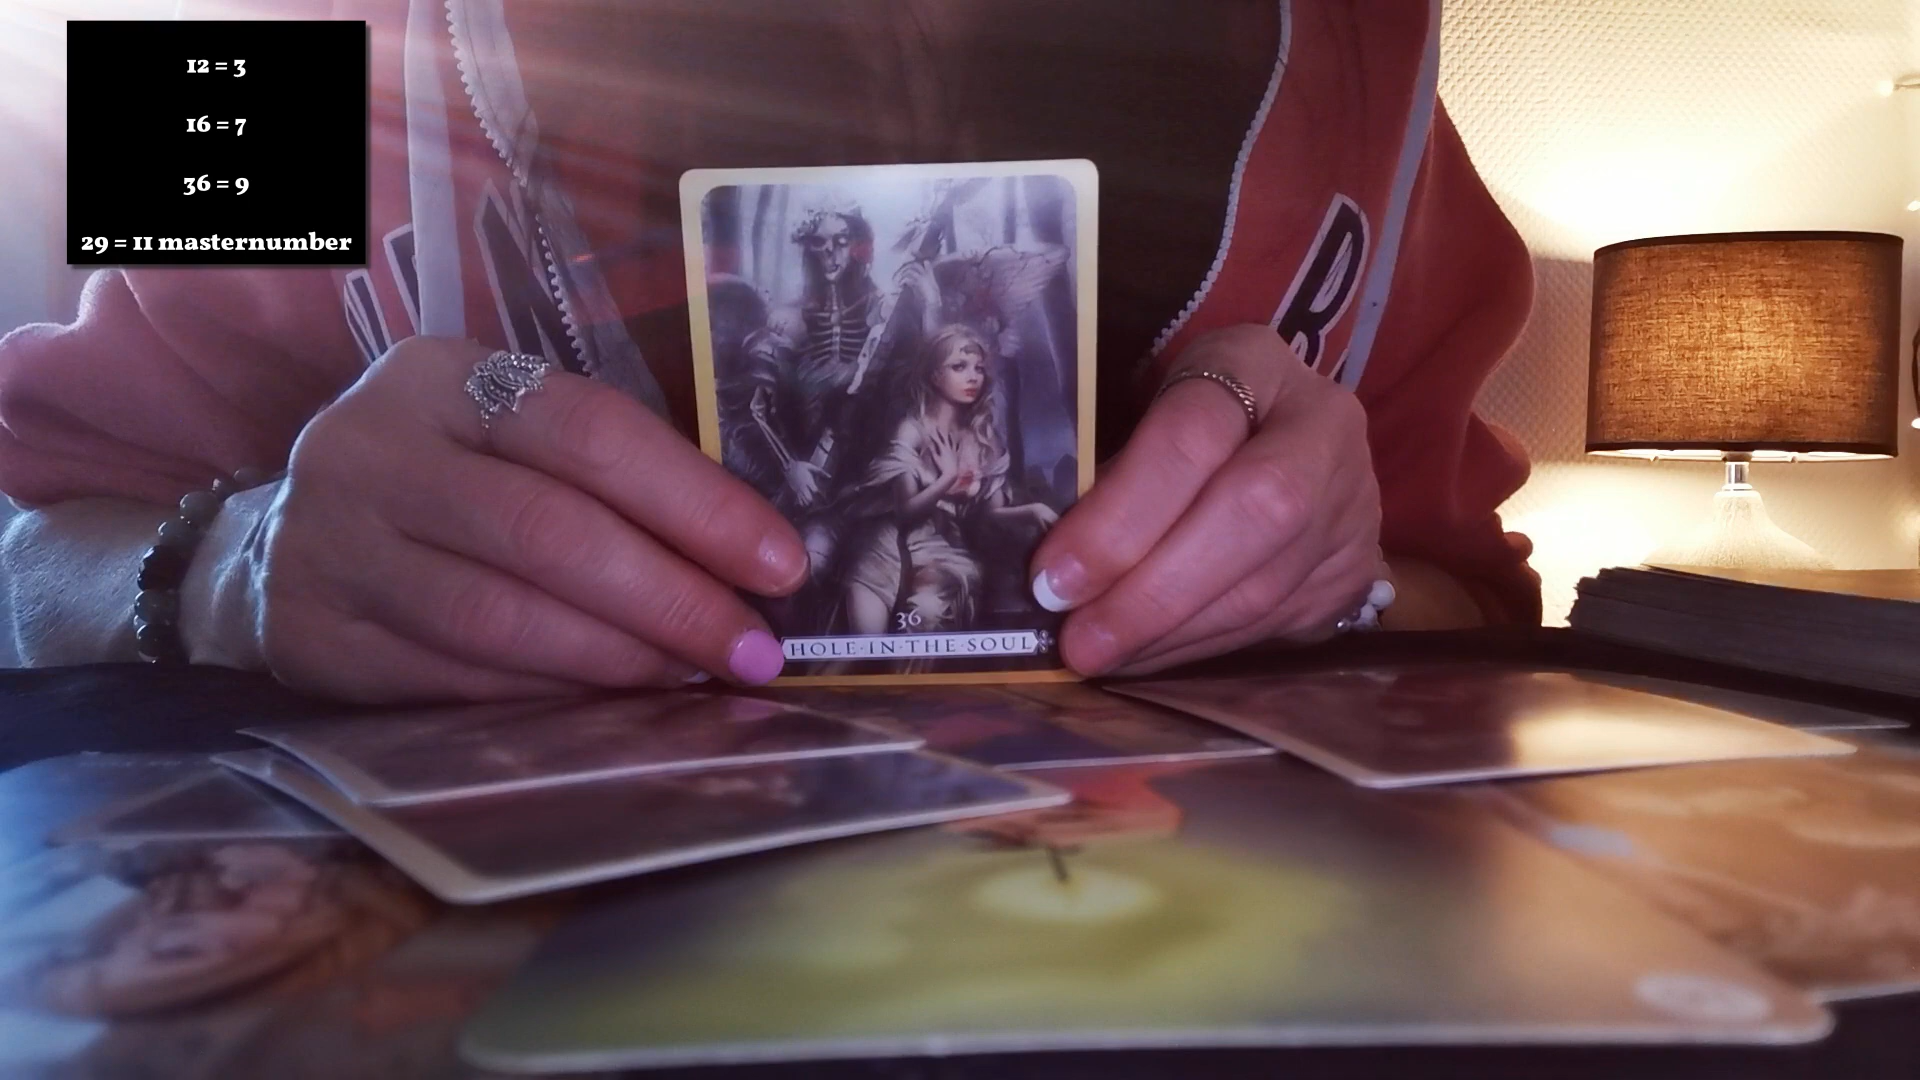 12 = 3
16 = 7
36 = 9
29 = 11 masternumber
36
HOLE·IN·THE·SOUL